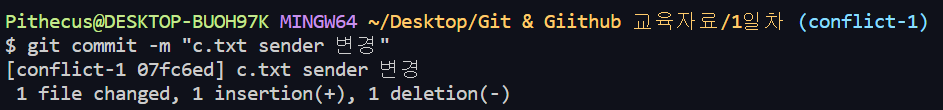 Pithecus@DESKTOP-BUOH97K MINGW64 ~/Desktop/Git & Giithub 교육자료/1일차 (conflict-1)
$ git commit -m "c.txt sender 변경"
[conflict-1 07fc6ed] c.txt sender 변경
 1 file changed, 1 insertion(+), 1 deletion(-)